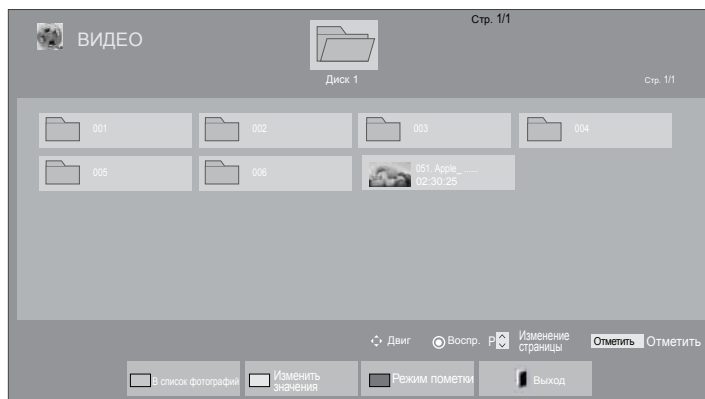 Стр. 1/1
ВИДЕО
Диск 1
Стр. 1/1
001
002
003
004
005
006
051. Apple_ ......
02:30:25
Двиг
Воспр.
P
Изменение
страницы
Отметить
Отметить
В список фотографий
Изменить
значения
Режим пометки
Выход